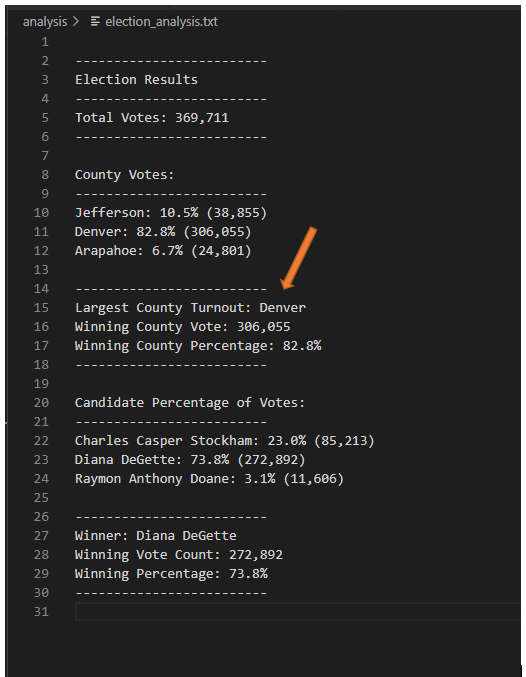 analysis > election_analysis.txt
1
2 -------------------------
3 Election Results
4 -------------------------
5 Total Votes: 369,711
6 -------------------------
7
8 County Votes:
9 -------------------------
10 Jefferson: 10.5% (38,855)
11 Denver: 82.8% (306,055)
12 Arapahoe: 6.7% (24,801)
13
14 -------------------------
15 Largest County Turnout: Denver
16 Winning County Vote: 306,055
17 Winning County Percentage: 82.8%
18 -------------------------
19
20 Candidate Percentage of Votes:
21 -------------------------
22 Charles Casper Stockham: 23.0% (85,213)
23 Diana DeGette: 73.8% (272,892)
24 Raymon Anthony Doane: 3.1% (11,606)
25
26 -------------------------
27 Winner: Diana DeGette
28 Winning Vote Count: 272,892
29 Winning Percentage: 73.8%
30 -------------------------
31